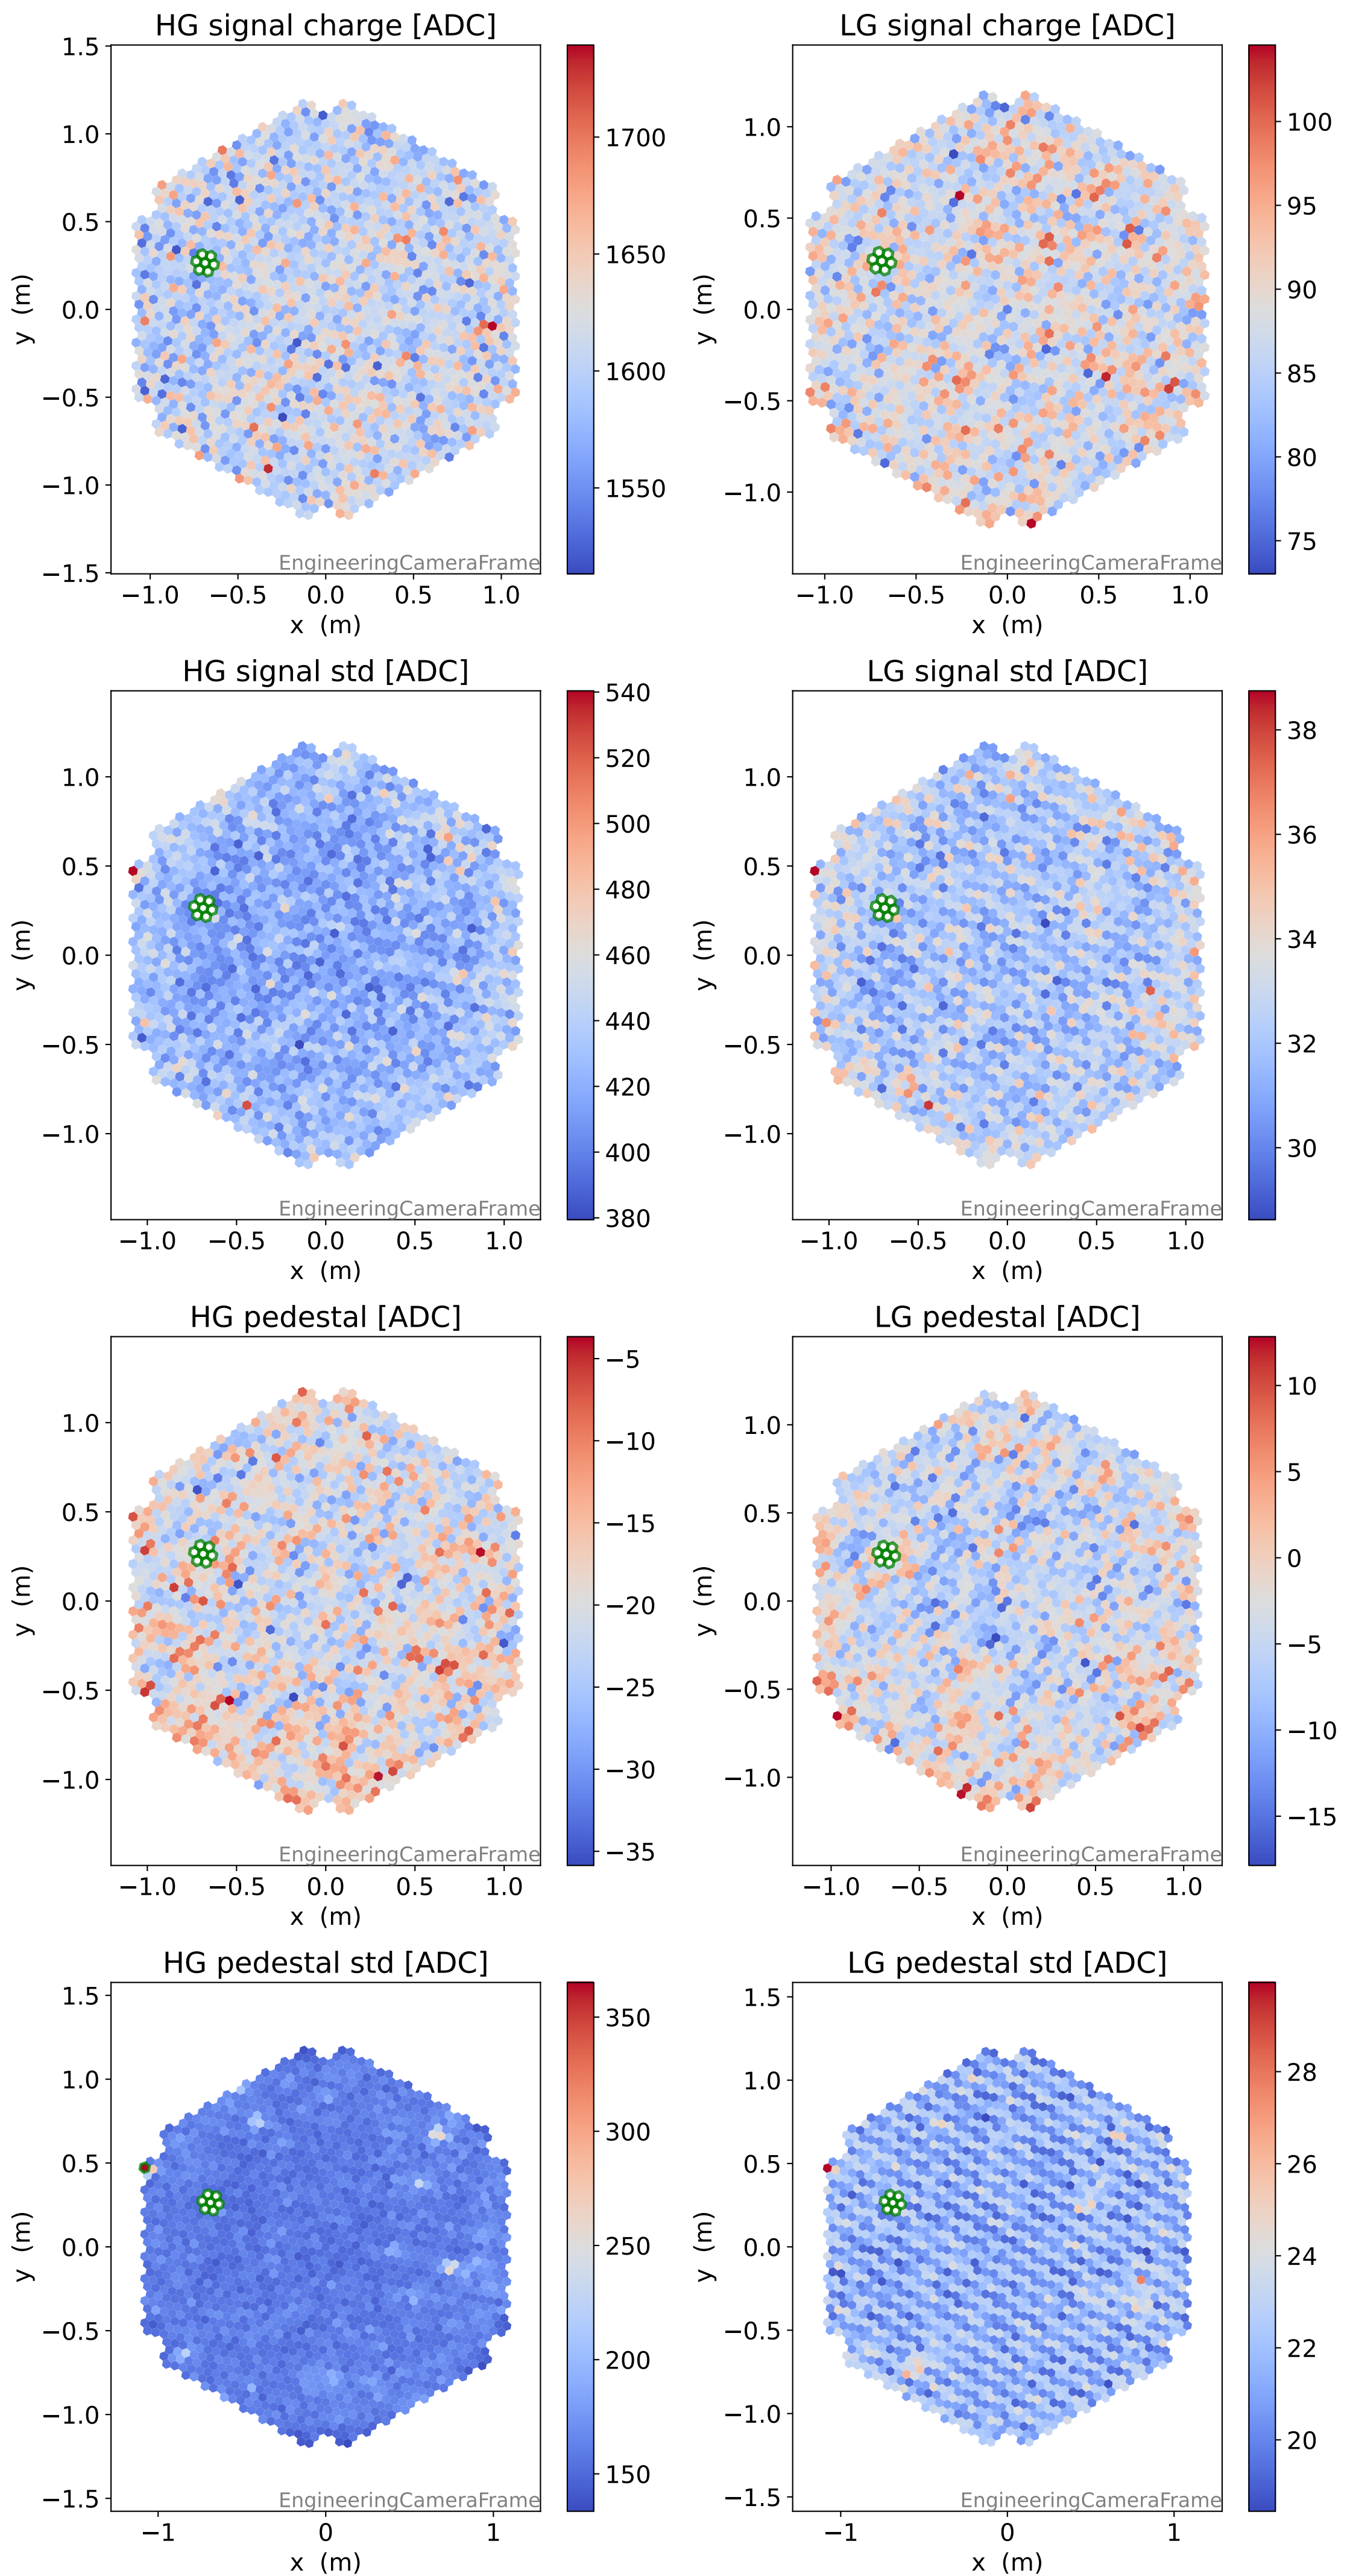 HG signal charge [ADC]
1.5
1.0
0.5
0.0
−0.5
−1.0
−1.5
y (m)
−1.0 −0.5 0.0 0.5 1.0
x (m)
EngineeringCameraFrame
1700
1650
1600
1550
LG signal charge [ADC]
1.0
0.5
0.0
−0.5
−1.0
y (m)
−1.0 −0.5 0.0 0.5 1.0
x (m)
EngineeringCameraFrame
100
95
90
85
80
75
HG signal std [ADC]
1.0
0.5
0.0
−0.5
−1.0
y (m)
−1.0 −0.5 0.0 0.5 1.0
x (m)
EngineeringCameraFrame
540
520
500
480
460
440
420
400
380
LG signal std [ADC]
1.0
0.5
0.0
−0.5
−1.0
y (m)
−1.0 −0.5 0.0 0.5 1.0
x (m)
EngineeringCameraFrame
38
36
34
32
30
HG pedestal [ADC]
1.0
0.5
0.0
−0.5
−1.0
y (m)
−1.0 −0.5 0.0 0.5 1.0
x (m)
EngineeringCameraFrame
−5
−10
−15
−20
−25
−30
−35
LG pedestal [ADC]
1.0
0.5
0.0
−0.5
−1.0
y (m)
−1.0 −0.5 0.0 0.5 1.0
x (m)
EngineeringCameraFrame
10
5
0
−5
−10
−15
HG pedestal std [ADC]
1.5
1.0
0.5
0.0
−0.5
−1.0
−1.5
y (m)
−1 0 1
x (m)
EngineeringCameraFrame
350
300
250
200
150
LG pedestal std [ADC]
1.5
1.0
0.5
0.0
−0.5
−1.0
−1.5
y (m)
−1 0 1
x (m)
EngineeringCameraFrame
28
26
24
22
20